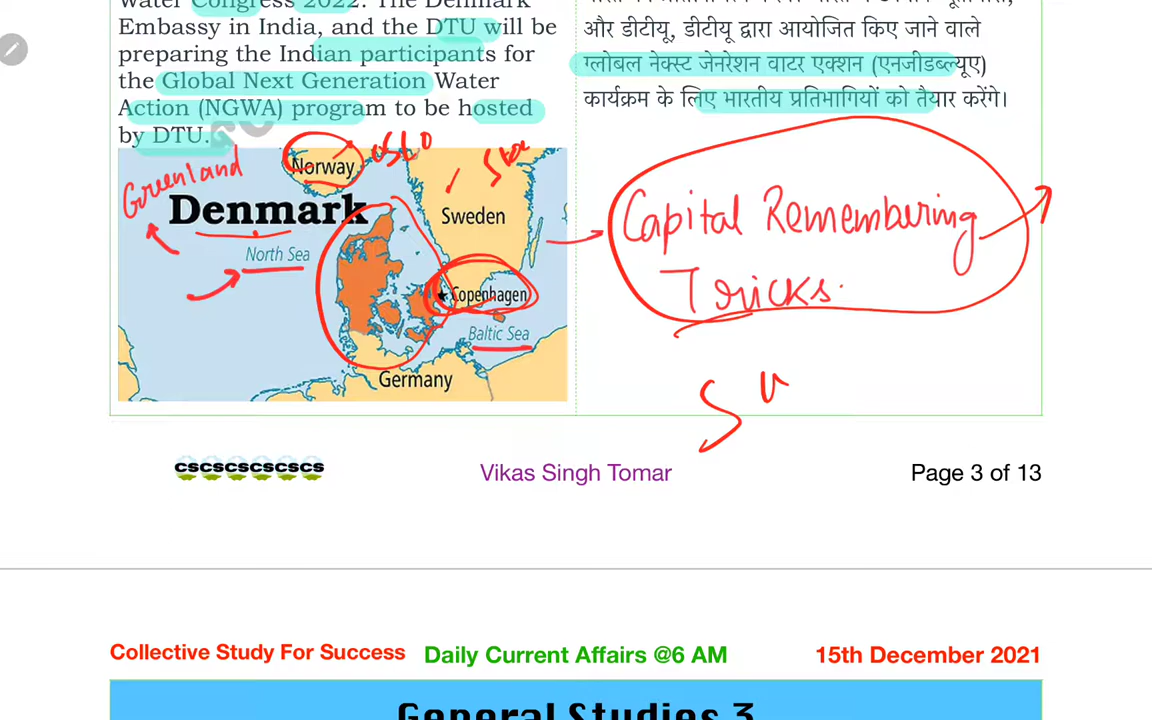 Water Congress 2022. The Denmark
Embassy in India, and the DTU will be
preparing the Indian participants for
the Global Next Generation Water
Action (NGWA) program to be hosted
by DTU.
और डीटीयू, डीटीयू द्वारा आयोजित किए जाने वाले
ग्लोबल नेक्स्ट जेनरेशन वाटर एक्शन (एनजीडब्ल्यूए)
कार्यक्रम के लिए भारतीय प्रतिभागियों को तैयार करेंगे।
Norway
OSLO
Greenland
Denmark
Sweden
North Sea
Copenhagen
Baltic Sea
Germany
Capital Remembering
Tricks.
cscscscscscs
Vikas Singh Tomar
Page 3 of 13
Collective Study For Success
Daily Current Affairs @6 AM
15th December 2021
General Studies 3